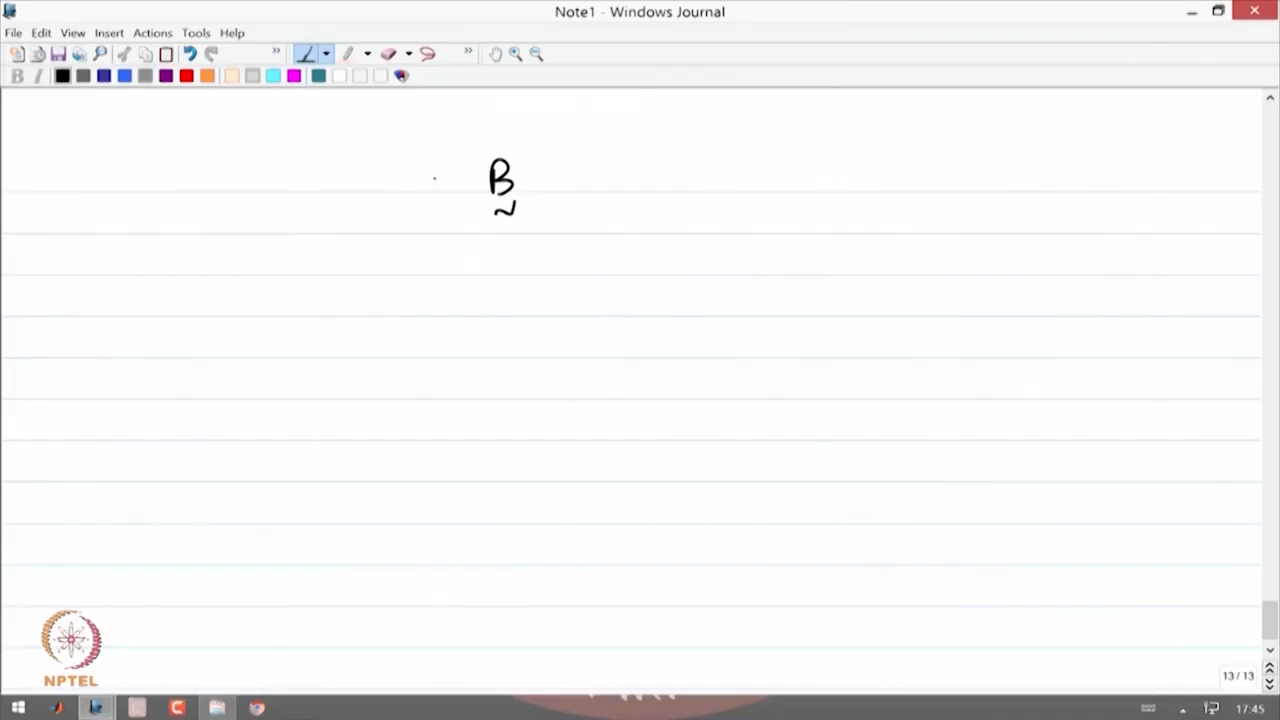 Note1 - Windows Journal
File Edit View Insert Actions Tools Help
B I
B
~
NPTEL
13 / 13
17:45